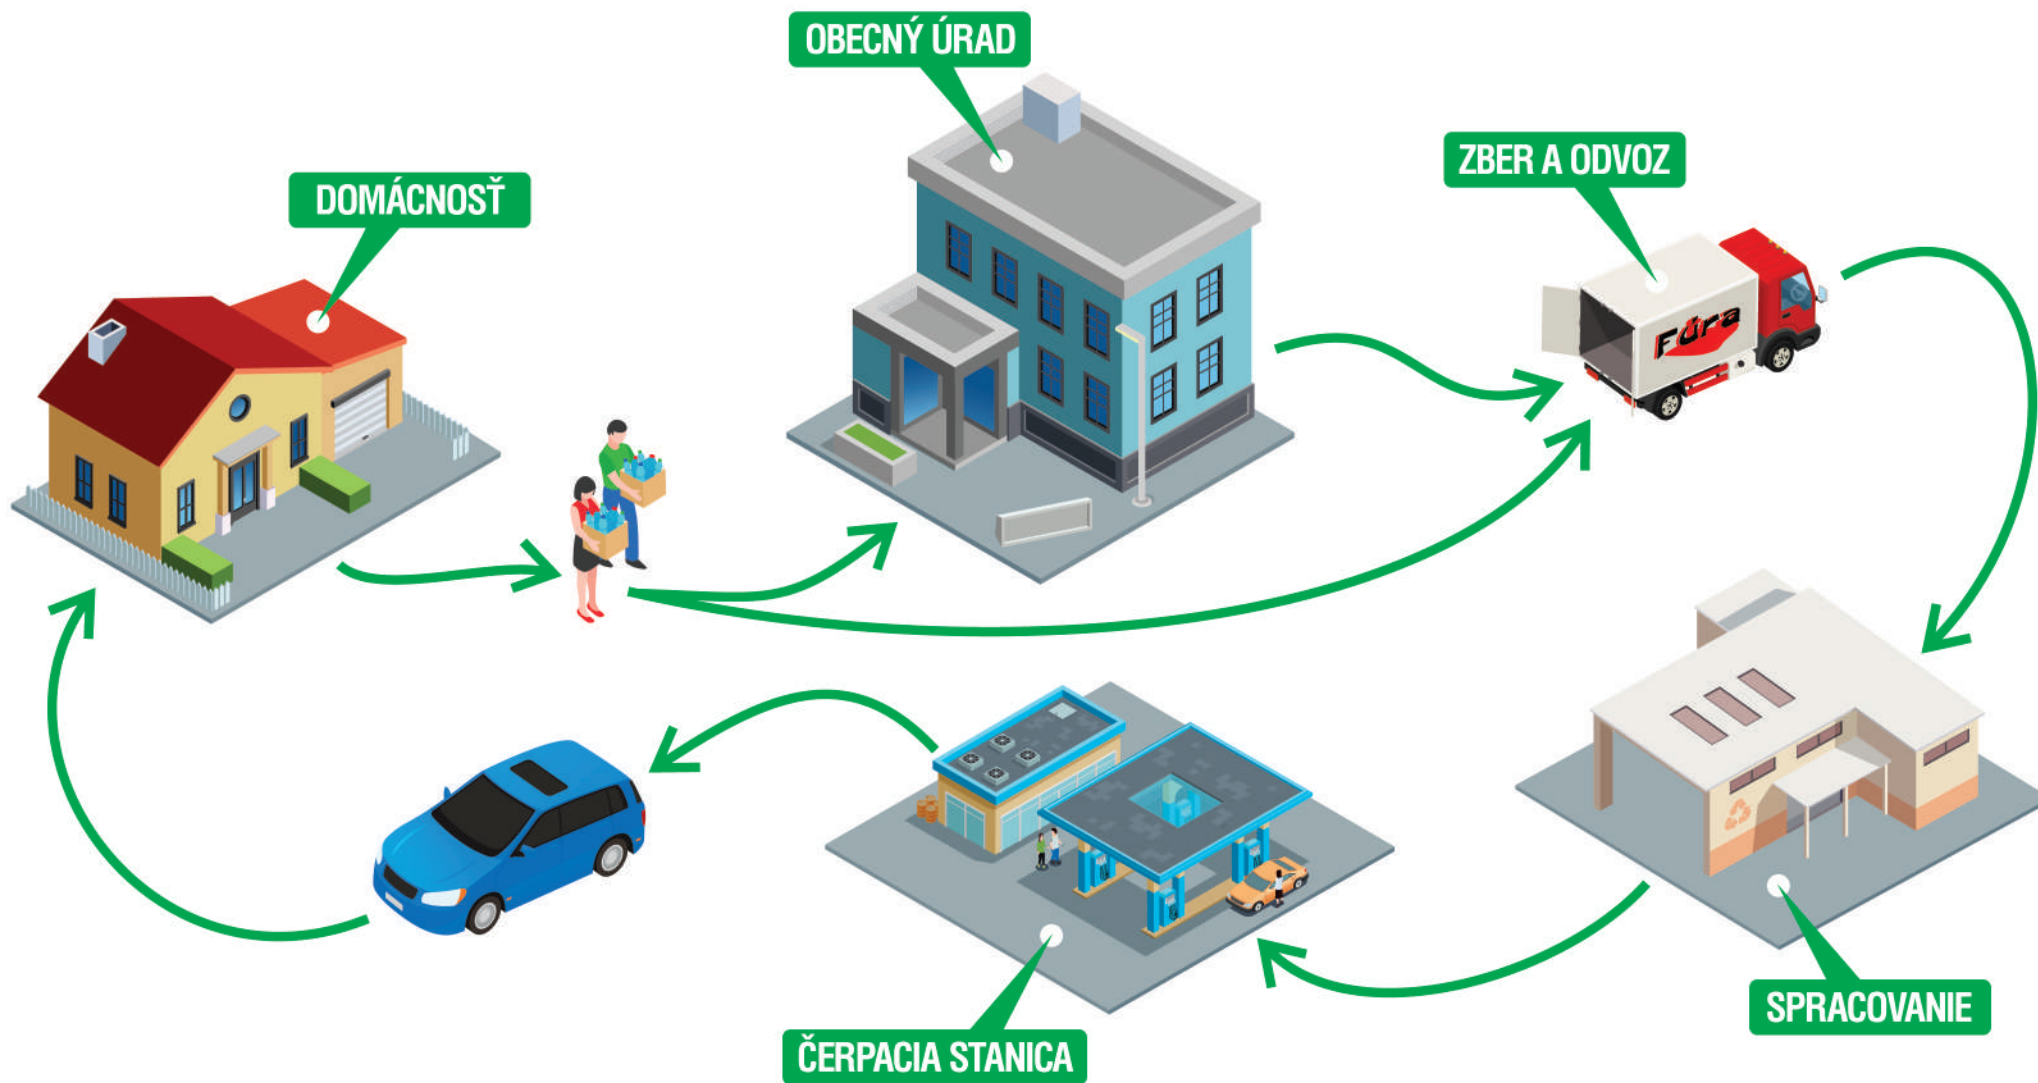 OBECNÝ ÚRAD
ZBER A ODVOZ
DOMÁCNOSŤ
Fúra
SPRACOVANIE
ČERPACIA STANICA